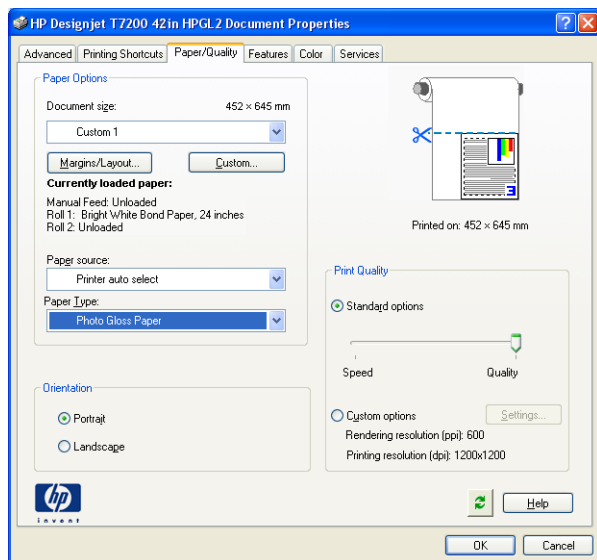 HP Designjet T7200 42in HPGL2 Document Properties
Advanced Printing Shortcuts Paper/Quality Features Color Services
Paper Options
Document size: 452 × 645 mm
Custom 1
Margins/Layout... Custom...
Currently loaded paper:
Manual Feed: Unloaded
Roll 1: Bright White Bond Paper, 24 inches
Roll 2: Unloaded
Paper source:
Printer auto select
Paper Type:
Photo Gloss Paper
Orientation
Portrait
Landscape
3
Printed on: 452 × 645 mm
Print Quality
Standard options
Speed Quality
Custom options Settings...
Rendering resolution (ppi): 600
Printing resolution (dpi): 1200x1200
hp
invent
Help
OK Cancel